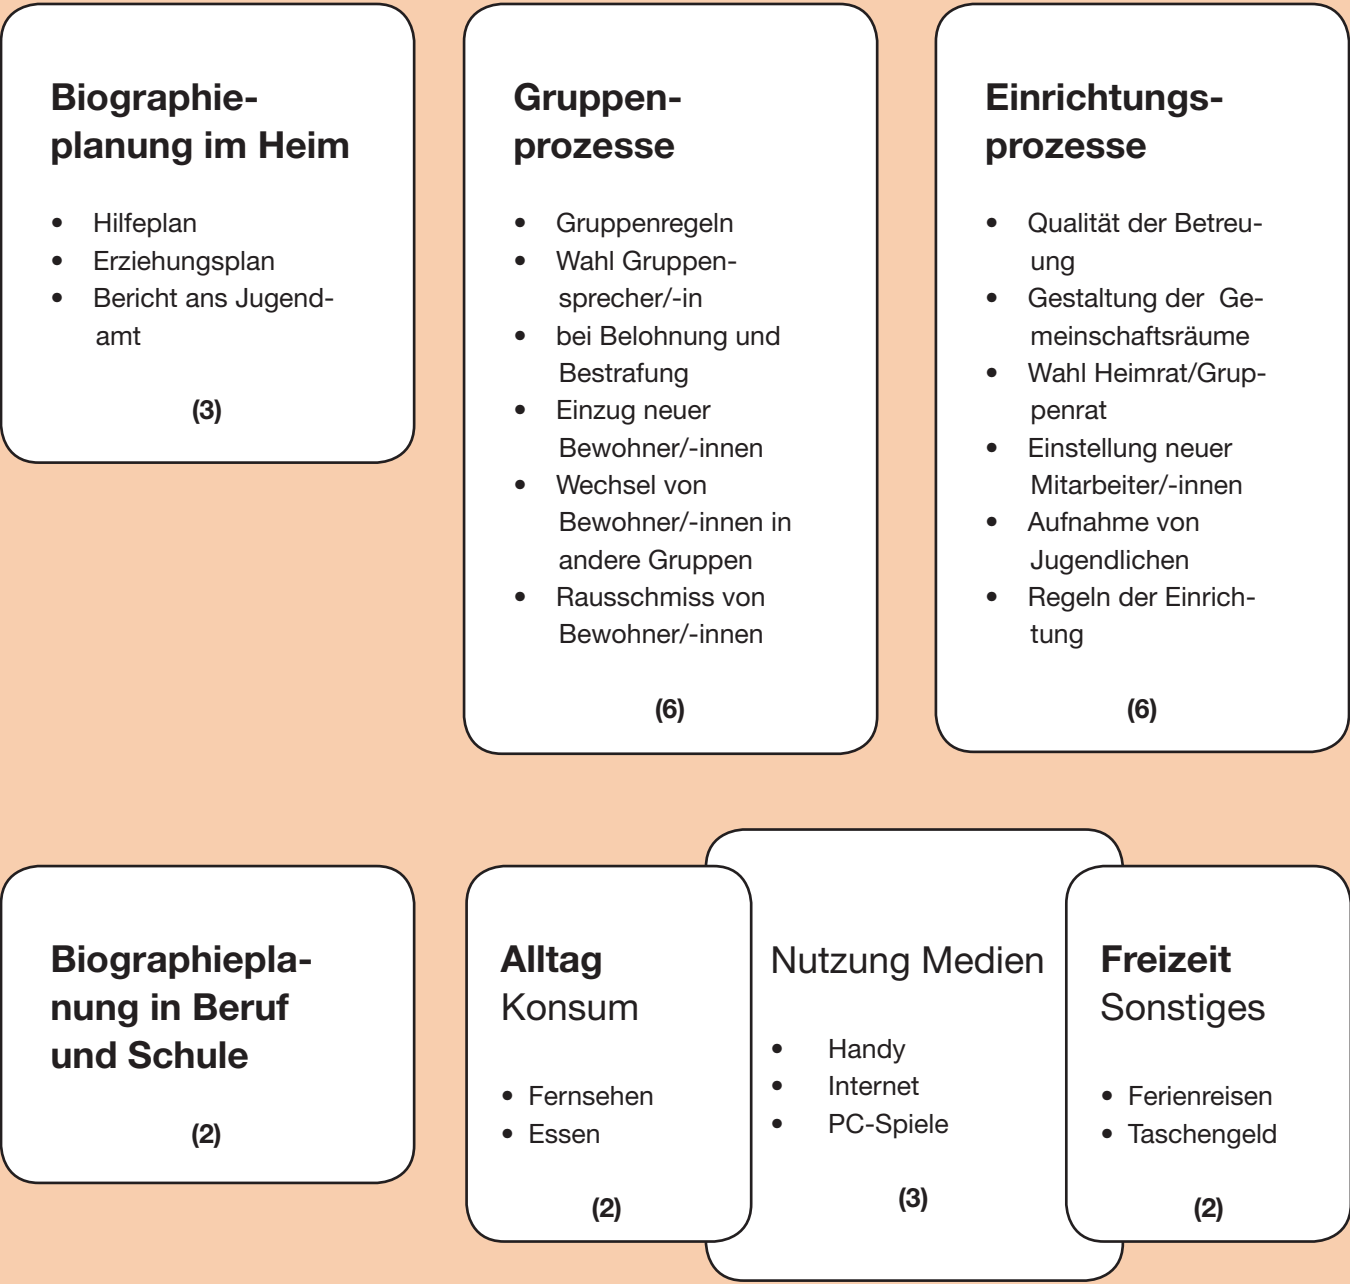 Biographie-
planung im Heim
• Hilfeplan
• Erziehungsplan
• Bericht ans Jugend-
amt
(3)
Gruppen-
prozesse
• Gruppenregeln
• Wahl Gruppen-
sprecher/-in
• bei Belohnung und
Bestrafung
• Einzug neuer
Bewohner/-innen
• Wechsel von
Bewohner/-innen in
andere Gruppen
• Rausschmiss von
Bewohner/-innen
(6)
Einrichtungs-
prozesse
• Qualität der Betreu-
ung
• Gestaltung der Ge-
meinschaftsräume
• Wahl Heimrat/Grup-
penrat
• Einstellung neuer
Mitarbeiter/-innen
• Aufnahme von
Jugendlichen
• Regeln der Einrich-
tung
(6)
Biographiepla-
nung in Beruf
und Schule
(2)
Alltag
Konsum
• Fernsehen
• Essen
(2)
Nutzung Medien
• Handy
• Internet
• PC-Spiele
(3)
Freizeit
Sonstiges
• Ferienreisen
• Taschengeld
(2)